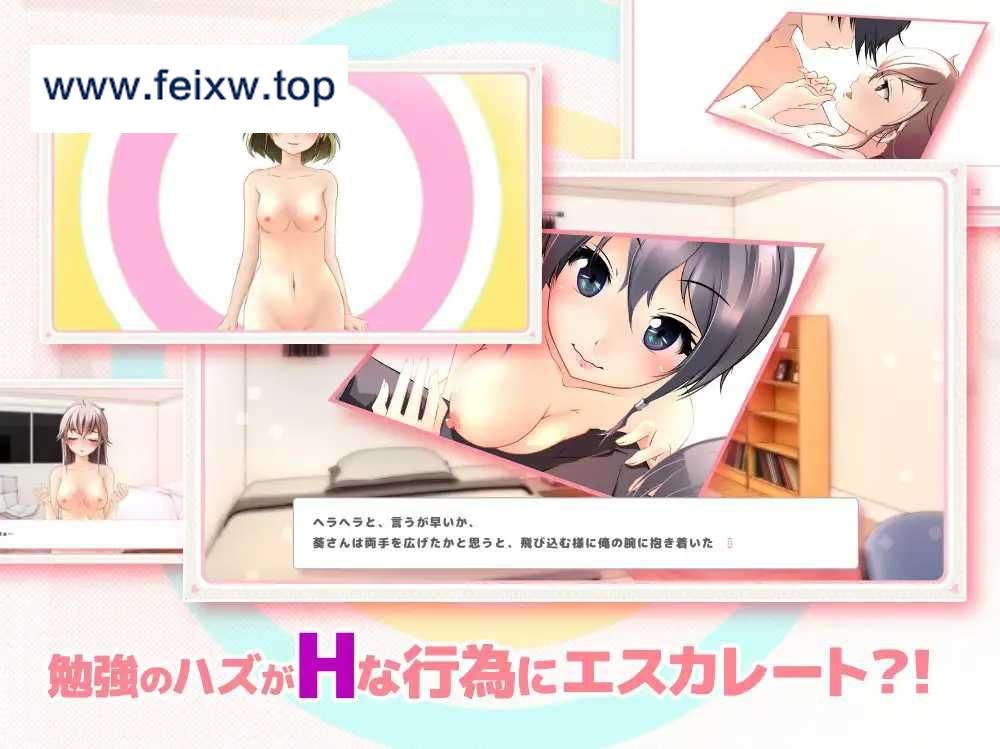 www.feixw.top
ヘラヘラと、言うが早いか、
葵さんは両手を広げたかと思うと、飛び込む様に俺の腕に抱き着いた
勉強のハズがHな行為にエスカレート?!